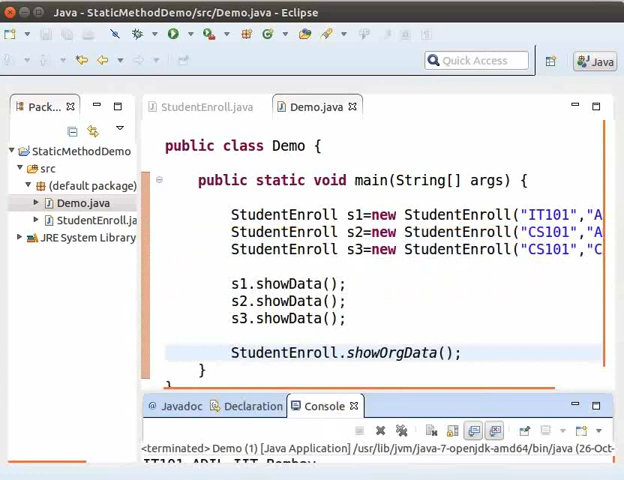 Java - StaticMethodDemo/src/Demo.java - Eclipse
Quick Access
Java
Pack...
StaticMethodDemo
src
(default package)
Demo.java
StudentEnroll.ja
JRE System Library
StudentEnroll.java
Demo.java
public class Demo {
public static void main(String[] args) {
StudentEnroll s1=new StudentEnroll("IT101","A
StudentEnroll s2=new StudentEnroll("CS101","A
StudentEnroll s3=new StudentEnroll("CS101","C
s1.showData();
s2.showData();
s3.showData();
StudentEnroll.showOrgData();
}
}
Javadoc
Declaration
Console
<terminated> Demo (1) [Java Application] /usr/lib/jvm/java-7-openjdk-amd64/bin/java (26-Oct-